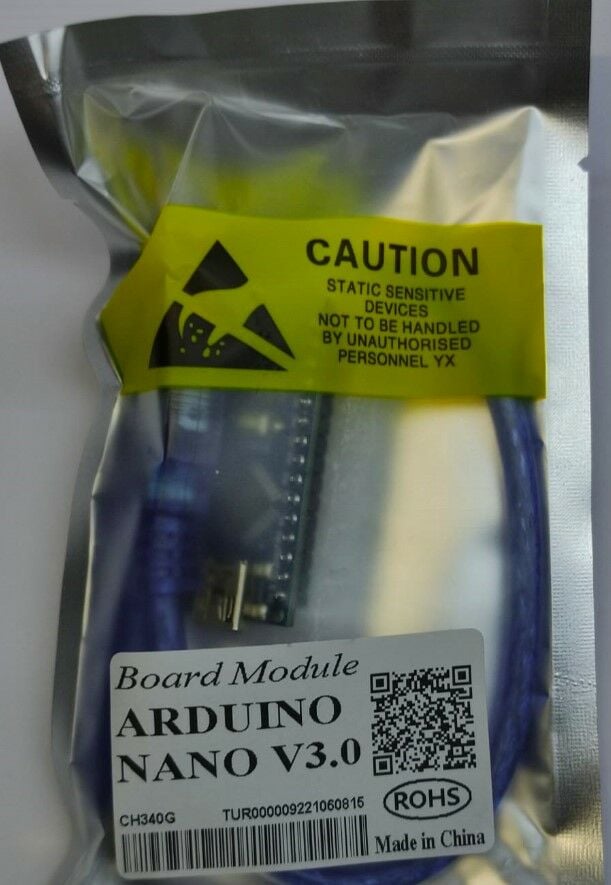 CAUTION
STATIC SENSITIVE
DEVICES
NOT TO BE HANDLED
BY UNAUTHORISED
PERSONNEL YX
Board Module
ARDUINO
NANO V3.0
CH340G TUR000009221060815
ROHS
Made in China